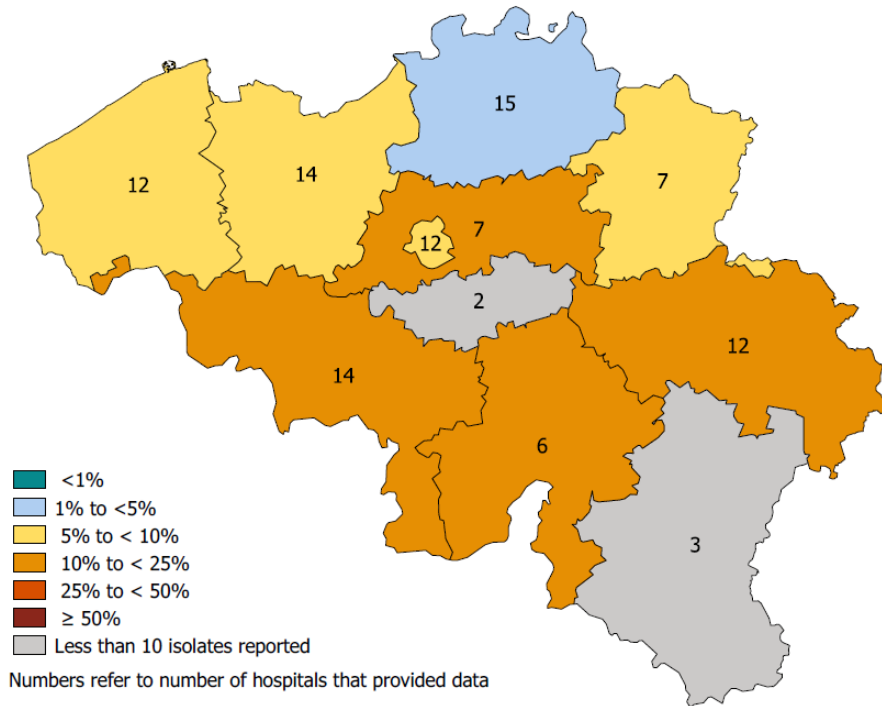 15
12
14
7
12
7
2
12
14
6
3
<1%
1% to <5%
5% to < 10%
10% to < 25%
25% to < 50%
≥ 50%
Less than 10 isolates reported
Numbers refer to number of hospitals that provided data